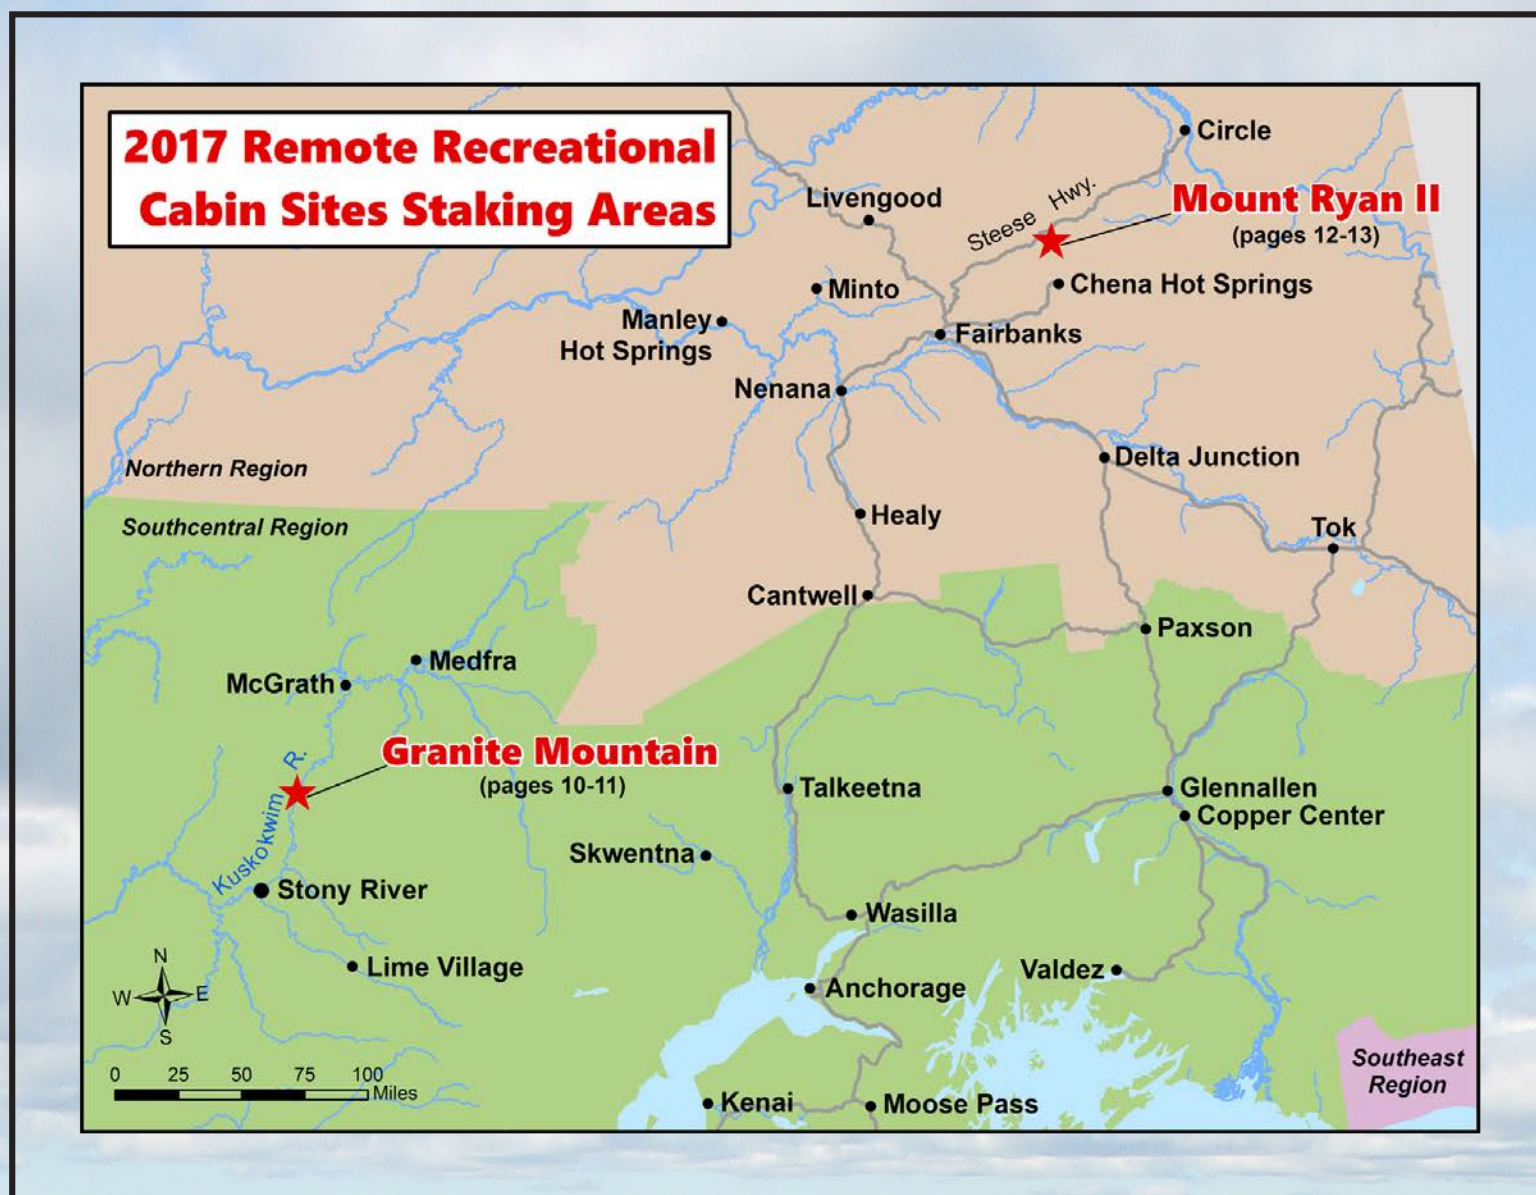 2017 Remote Recreational
Cabin Sites Staking Areas
Circle
Livengood
Steese Hwy.
Mount Ryan II
(pages 12-13)
Minto
Chena Hot Springs
Manley
Hot Springs
Fairbanks
Nenana
Northern Region
Delta Junction
Southcentral Region
Healy
Tok
Cantwell
Paxson
Medfra
McGrath
Granite Mountain
(pages 10-11)
Kuskokwim R.
Talkeetna
Glennallen
Copper Center
Skwentna
Stony River
Wasilla
Lime Village
Valdez
Anchorage
N
W E
S
Southeast
Region
0 25 50 75 100
Miles
Kenai
Moose Pass